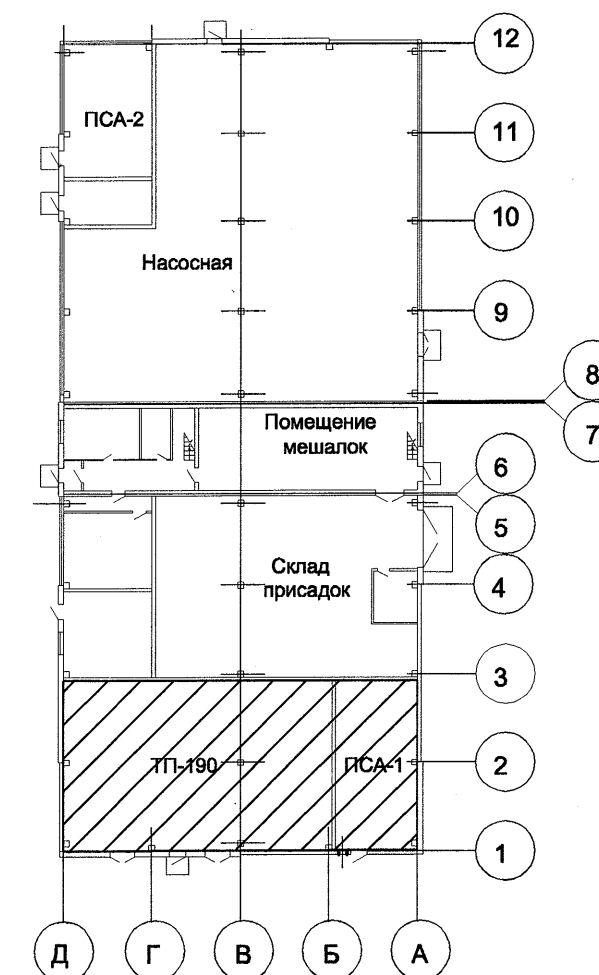 12
ПСА-2
11
10
Насосная
9
8
Помещение
мешалок
7
6
5
Склад
присадок
4
3
ТП-190
ПСА-1
2
1
Д
Г
В
Б
А